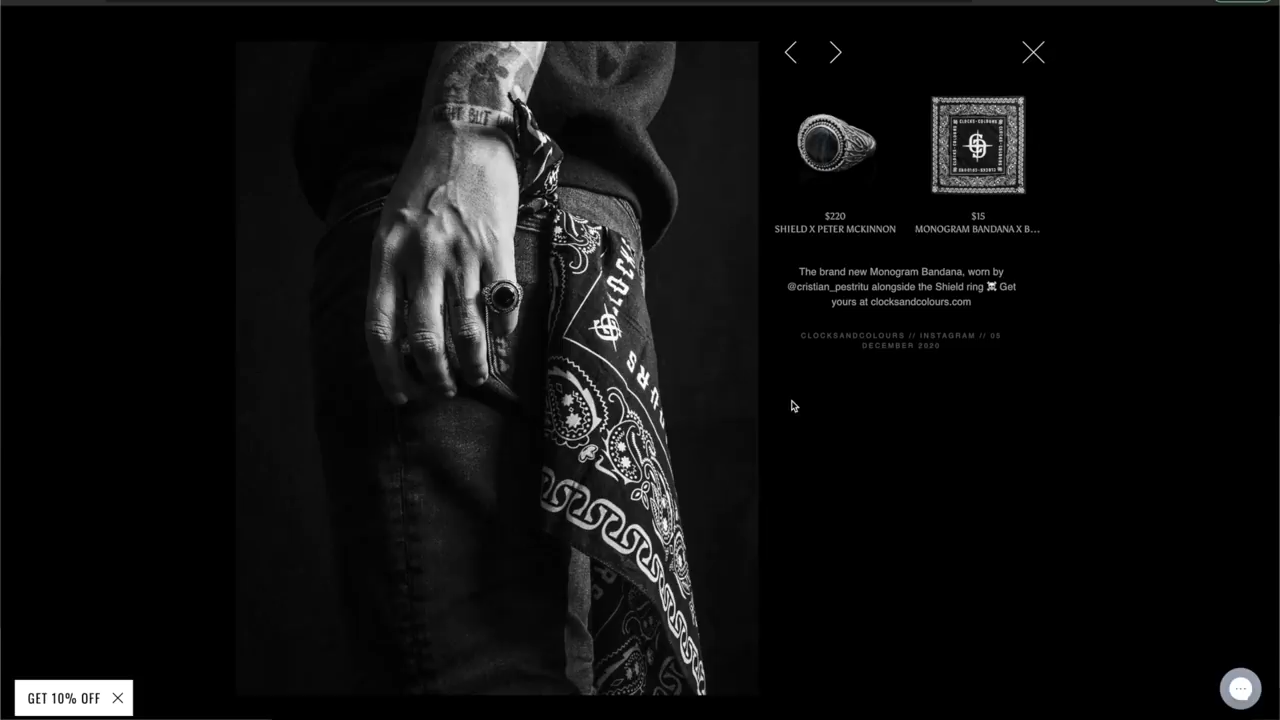 $220
SHIELD X PETER MCKINNON
$15
MONOGRAM BANDANA X B...
The brand new Monogram Bandana, worn by
@cristian_pestritu alongside the Shield ring ☠️ Get
yours at clocksandcolours.com
CLOCKSANDCOLOURS // INSTAGRAM // 05
DECEMBER 2020
GET 10% OFF